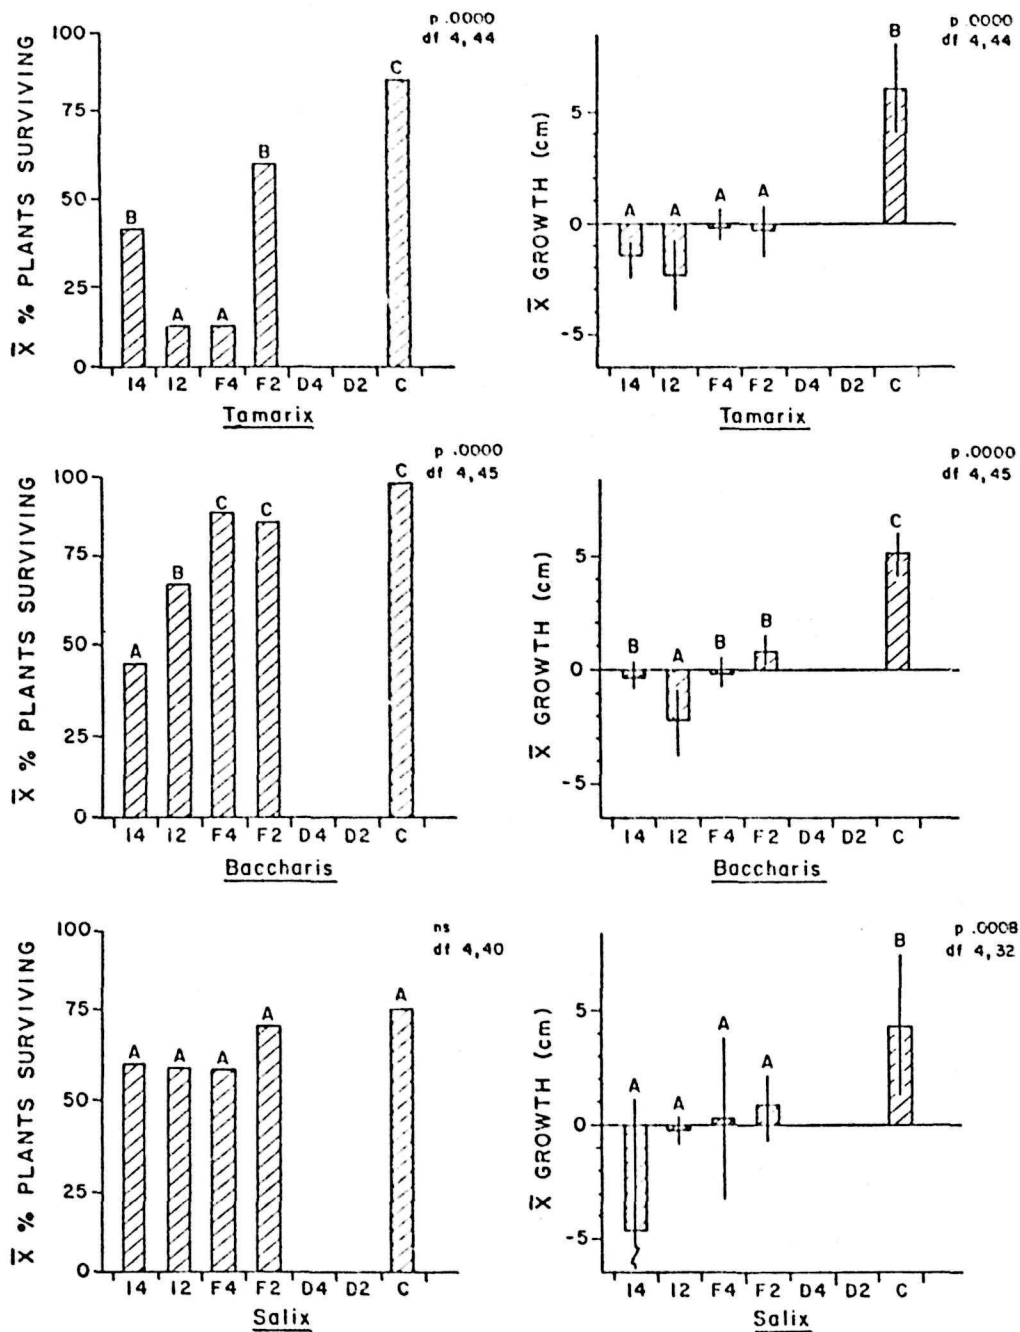 p .0000
df 4,44
X̄ % PLANTS SURVIVING
100
75
50
25
0
B
A
A
B
C
I4 I2 F4 F2 D4 D2 C
Tamarix
p .0000
df 4,44
X̄ GROWTH (cm)
5
0
-5
A
A
A
A
B
I4 I2 F4 F2 D4 D2 C
Tamarix
p .0000
df 4,45
X̄ % PLANTS SURVIVING
100
75
50
25
0
A
B
C
C
C
I4 I2 F4 F2 D4 D2 C
Baccharis
p .0000
df 4,45
X̄ GROWTH (cm)
5
0
-5
B
A
B
B
C
I4 I2 F4 F2 D4 D2 C
Baccharis
ns
df 4,40
X̄ % PLANTS SURVIVING
100
75
50
25
0
A
A
A
A
A
I4 I2 F4 F2 D4 D2 C
Salix
p .0008
df 4,32
X̄ GROWTH (cm)
5
0
-5
A
A
A
A
B
I4 I2 F4 F2 D4 D2 C
Salix